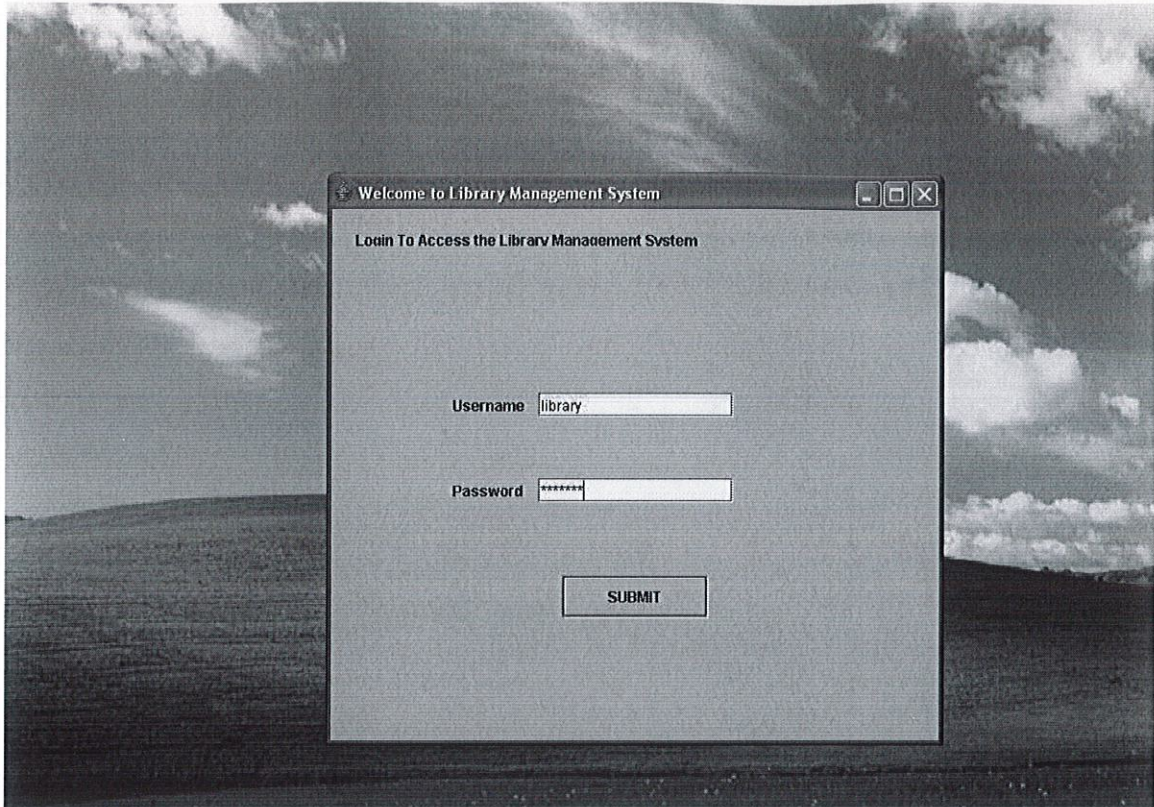 Welcome to Library Management System
Login To Access the Library Management System
Username library
Password *******
SUBMIT